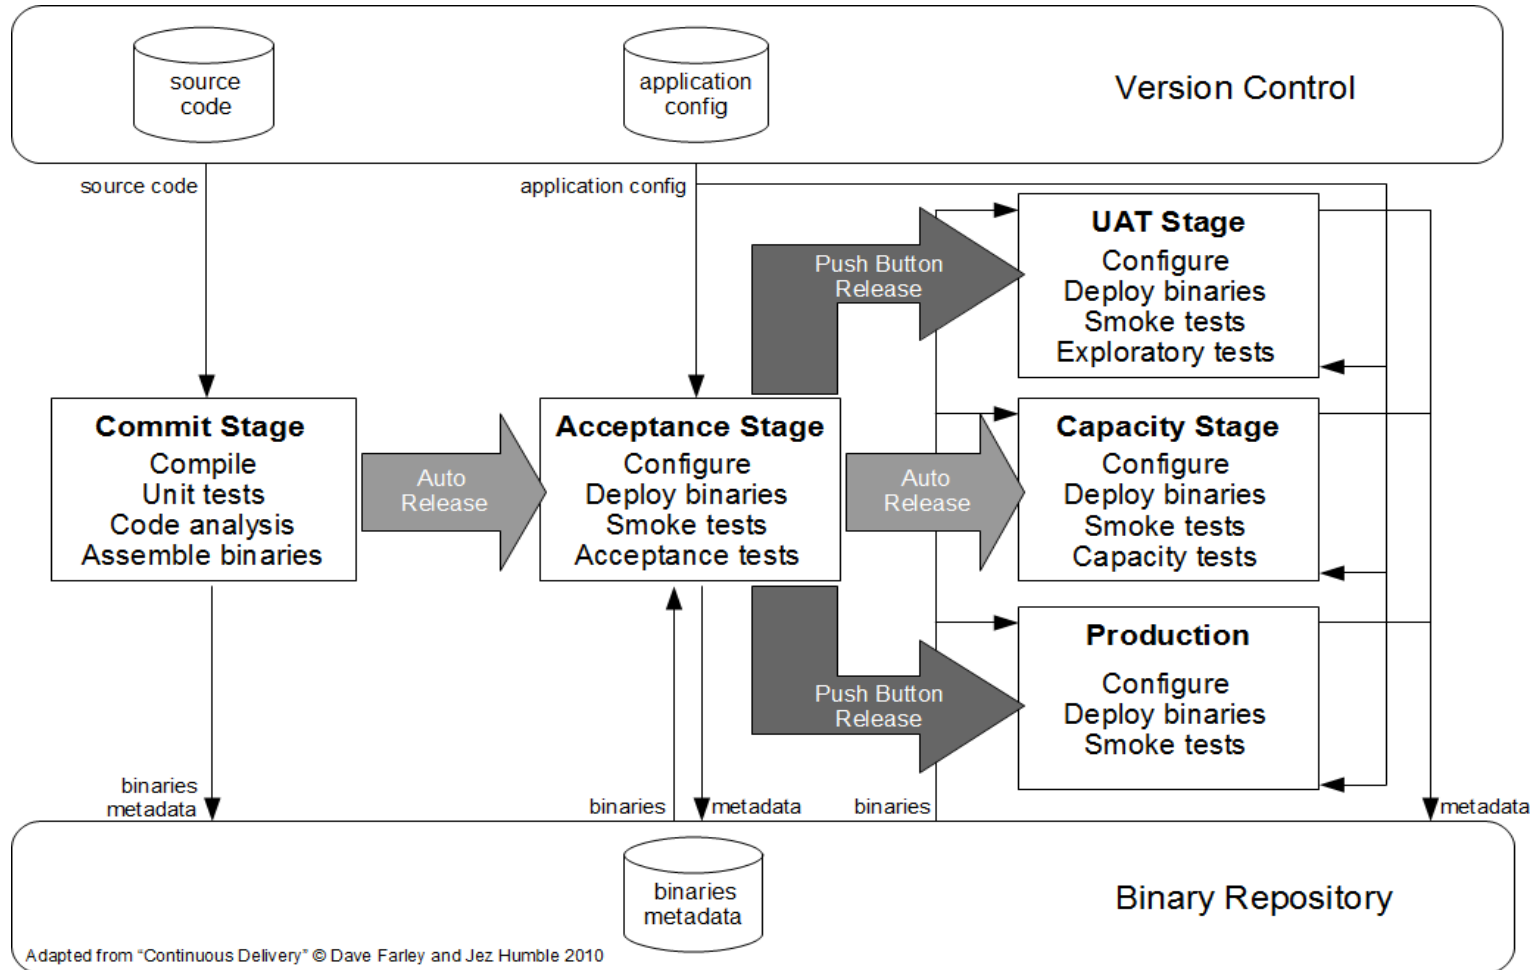 source
code
application
config
Version Control
source code
application config
UAT Stage
Configure
Deploy binaries
Smoke tests
Exploratory tests
Push Button
Release
Commit Stage
Compile
Unit tests
Code analysis
Assemble binaries
Auto
Release
Acceptance Stage
Configure
Deploy binaries
Smoke tests
Acceptance tests
Auto
Release
Capacity Stage
Configure
Deploy binaries
Smoke tests
Capacity tests
Push Button
Release
Production
Configure
Deploy binaries
Smoke tests
binaries
metadata
binaries
metadata
binaries
metadata
binaries
metadata
Binary Repository
Adapted from “Continuous Delivery” © Dave Farley and Jez Humble 2010